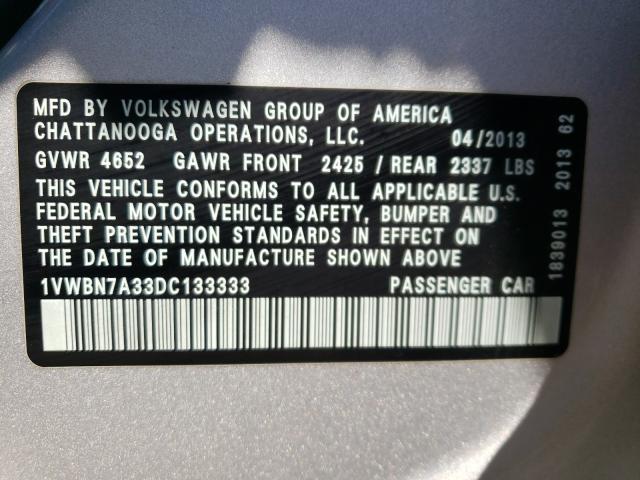 MFD BY VOLKSWAGEN GROUP OF AMERICA
CHATTANOOGA OPERATIONS, LLC. 04/2013
GVWR 4652 GAWR FRONT 2425 / REAR 2337 LBS
THIS VEHICLE CONFORMS TO ALL APPLICABLE U.S.
FEDERAL MOTOR VEHICLE SAFETY, BUMPER AND
THEFT PREVENTION STANDARDS IN EFFECT ON
THE DATE OF MANUFACTURE SHOWN ABOVE
1VWBN7A33DC133333 PASSENGER CAR
1839013 2013 62